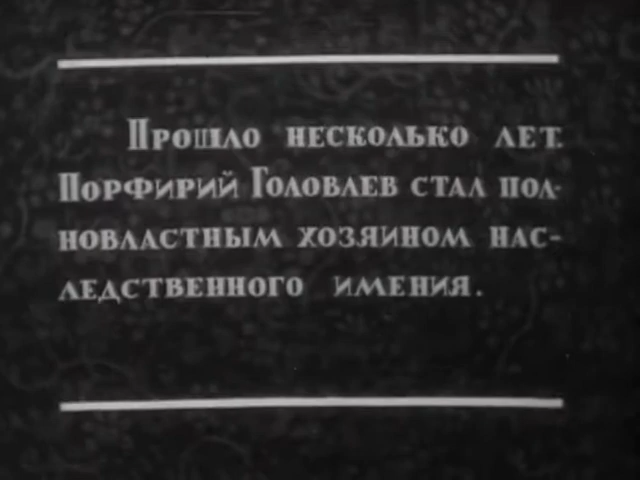 Прошло несколько лет.
Порфирий Головлев стал пол-
новластным хозяином нас-
ледственного имения.